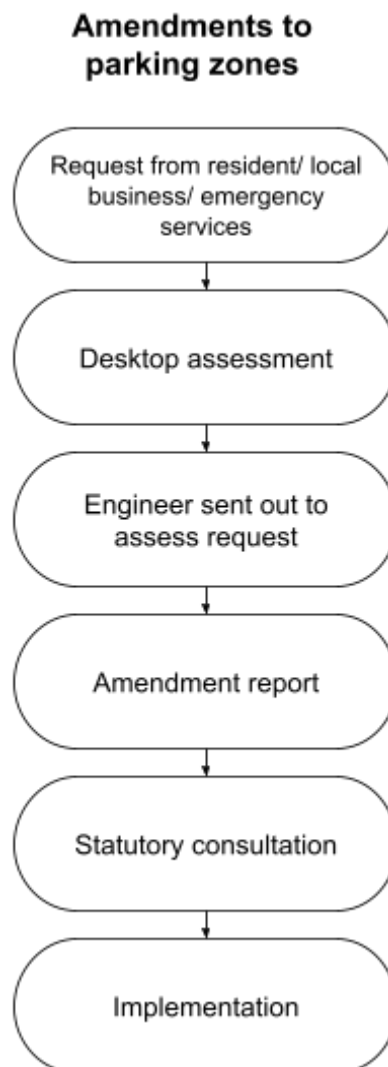 Amendments to
parking zones
Request from resident/ local
business/ emergency
services
Desktop assessment
Engineer sent out to
assess request
Amendment report
Statutory consultation
Implementation